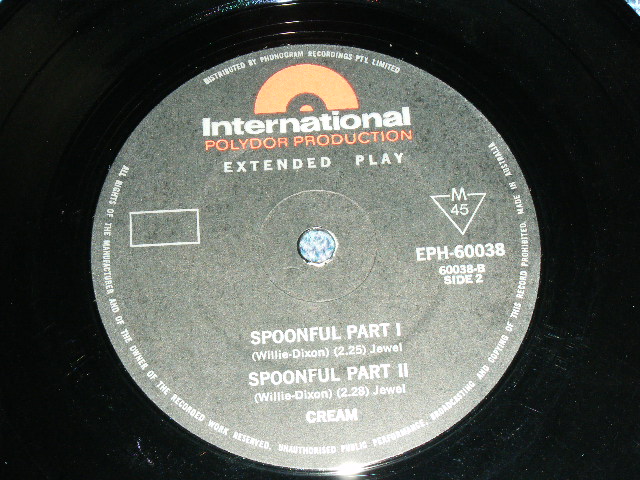 DISTRIBUTED BY PHONOGRAM RECORDINGS PTY. LIMITED
International
POLYDOR PRODUCTION
EXTENDED PLAY
M
45
EPH-60038
60038-B
SIDE 2
SPOONFUL PART I
(Willie-Dixon) (2.25) Jewel
SPOONFUL PART II
(Willie-Dixon) (2.28) Jewel
CREAM
ALL RIGHTS OF THE MANUFACTURER AND OF THE OWNER OF THE RECORDED WORK RESERVED. UNAUTHORISED PUBLIC PERFORMANCE, BROADCASTING AND COPYING OF THIS RECORD PROHIBITED. MADE IN AUSTRALIA